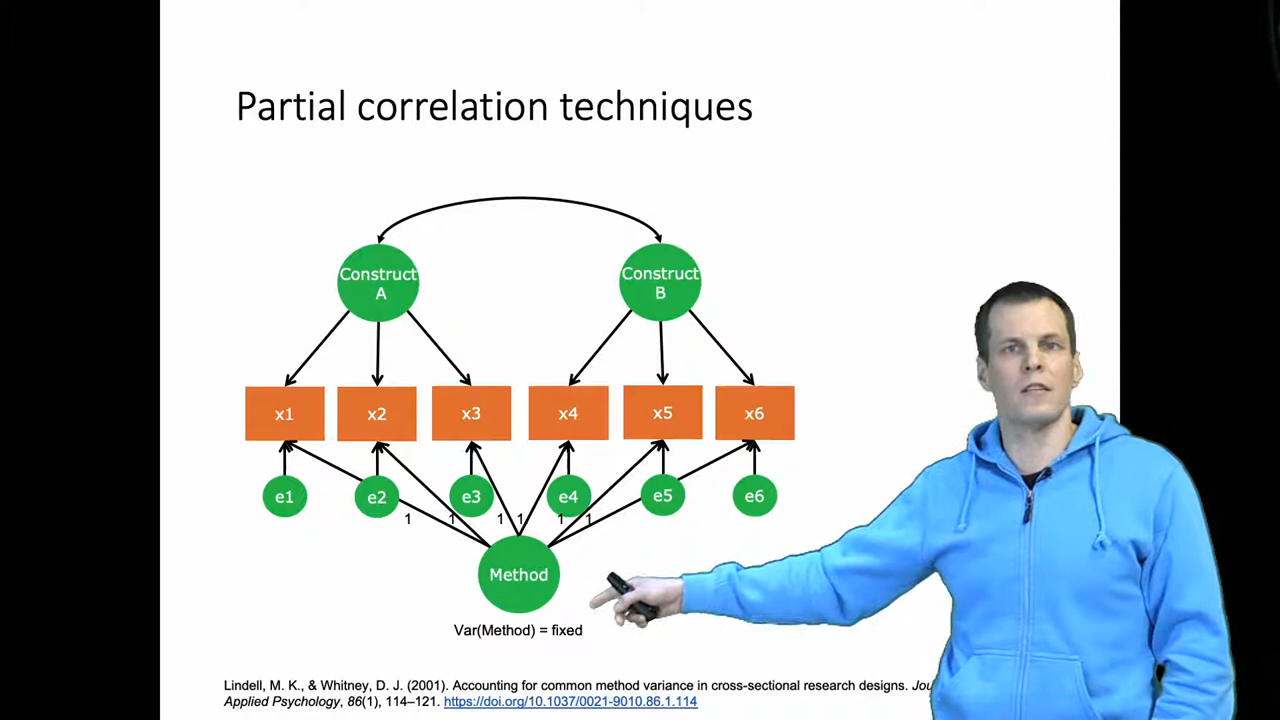 Partial correlation techniques
Construct
A
Construct
B
x1
x2
x3
x4
x5
x6
e1
e2
e3
e4
e5
e6
1
1
1
1
1
1
Method
Var(Method) = fixed
Lindell, M. K., & Whitney, D. J. (2001). Accounting for common method variance in cross-sectional research designs.
Applied Psychology, 86(1), 114–121. https://doi.org/10.1037/0021-9010.86.1.114